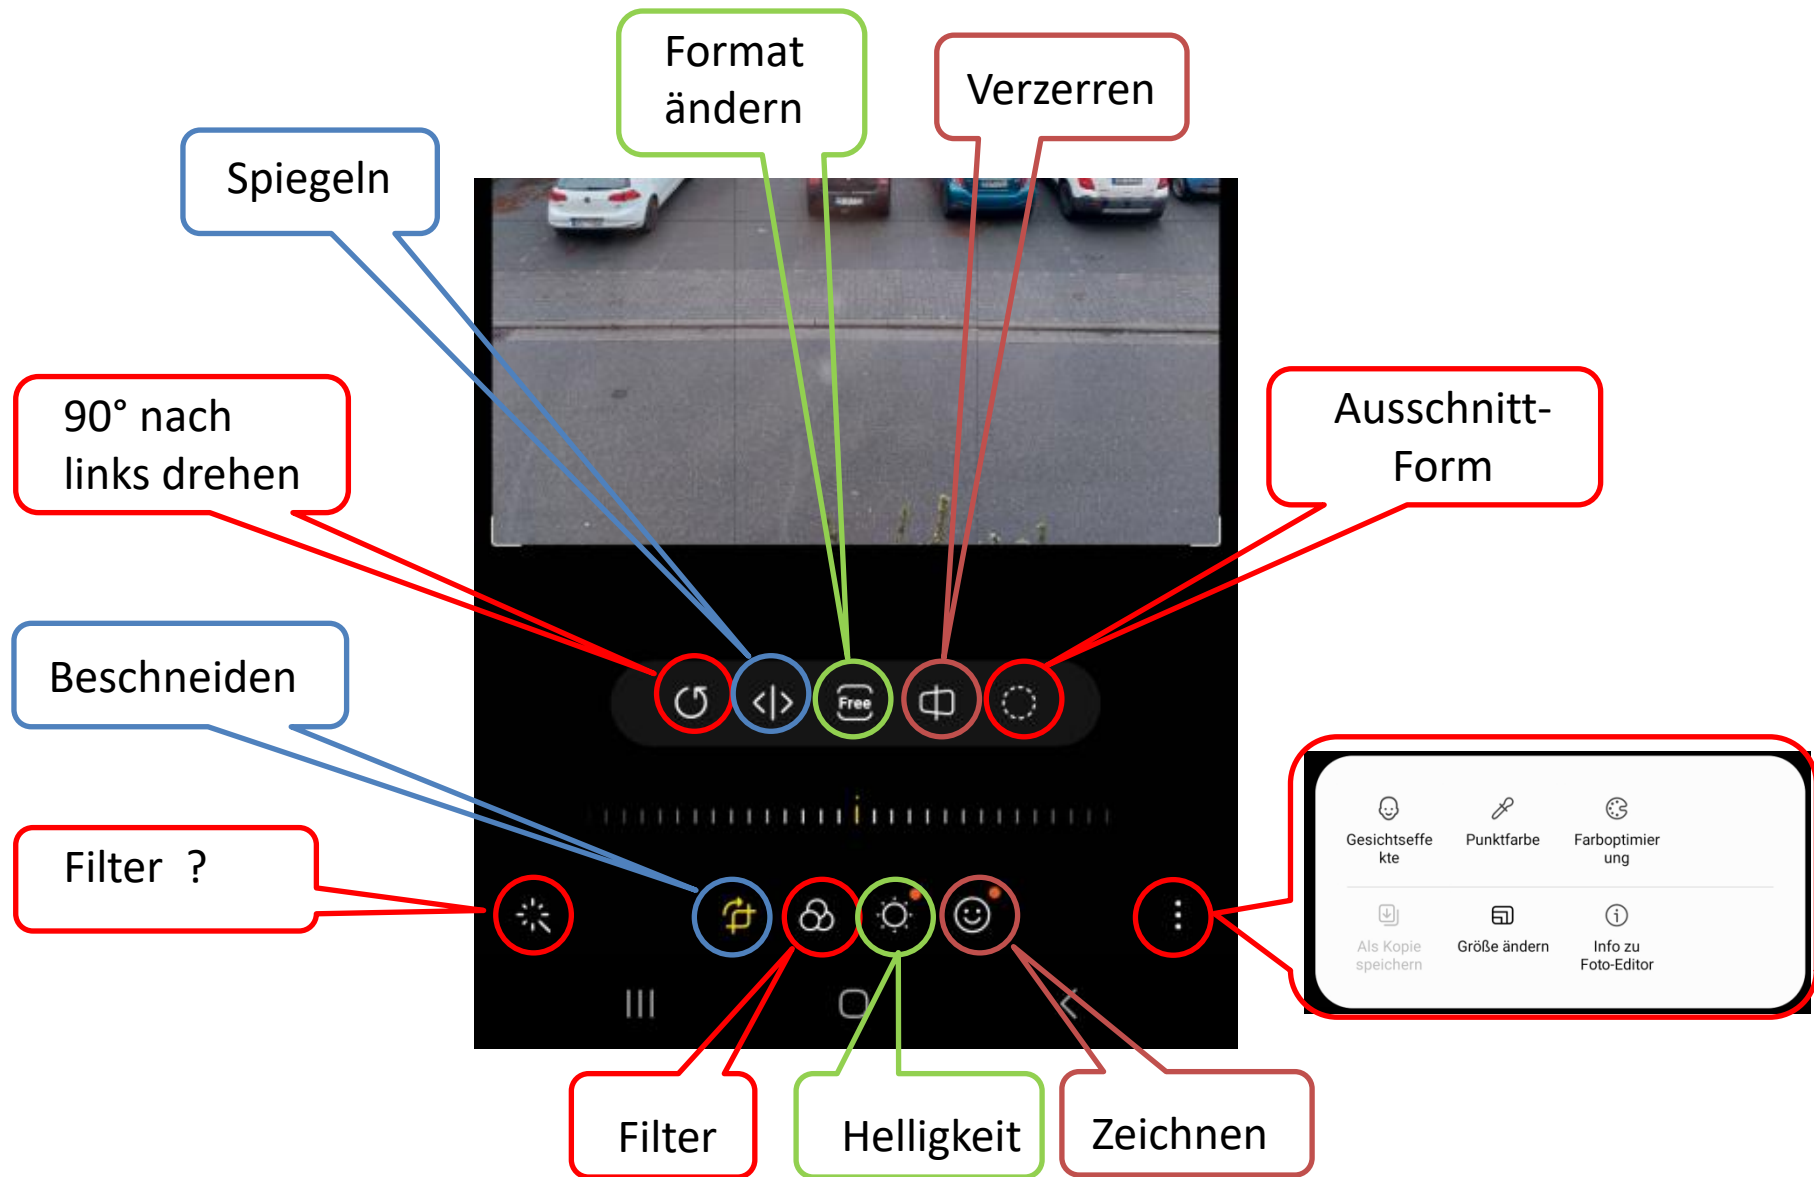 Format
ändern
Verzerren
Spiegeln
90° nach
links drehen
Ausschnitt-
Form
Beschneiden
Free
Filter ?
Gesichtseffe
kte
Punktfarbe
Farboptimier
ung
Als Kopie
speichern
Größe ändern
Info zu
Foto-Editor
Filter
Helligkeit
Zeichnen